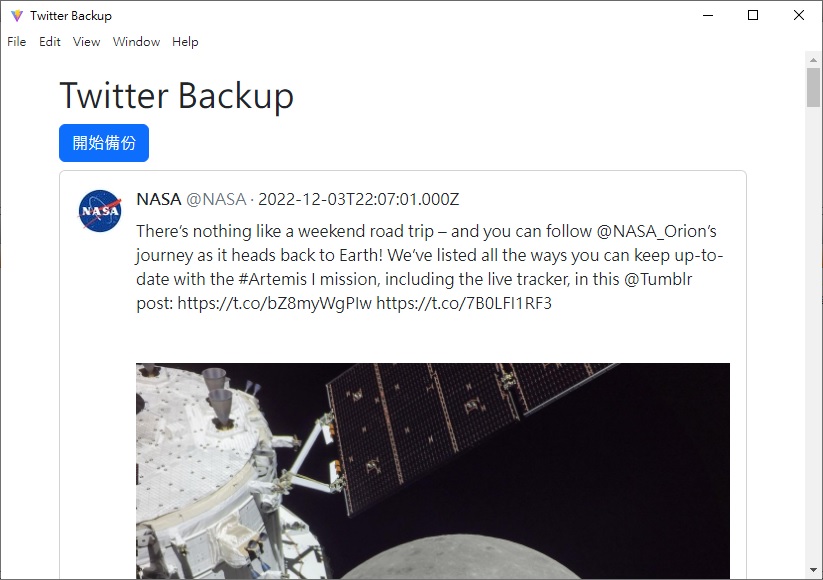 Twitter Backup
File Edit View Window Help
Twitter Backup
開始備份
NASA
NASA @NASA · 2022-12-03T22:07:01.000Z
There’s nothing like a weekend road trip – and you can follow @NASA_Orion’s
journey as it heads back to Earth! We’ve listed all the ways you can keep up-to-
date with the #Artemis I mission, including the live tracker, in this @Tumblr
post: https://t.co/bZ8myWgPIw https://t.co/7B0LFI1RF3